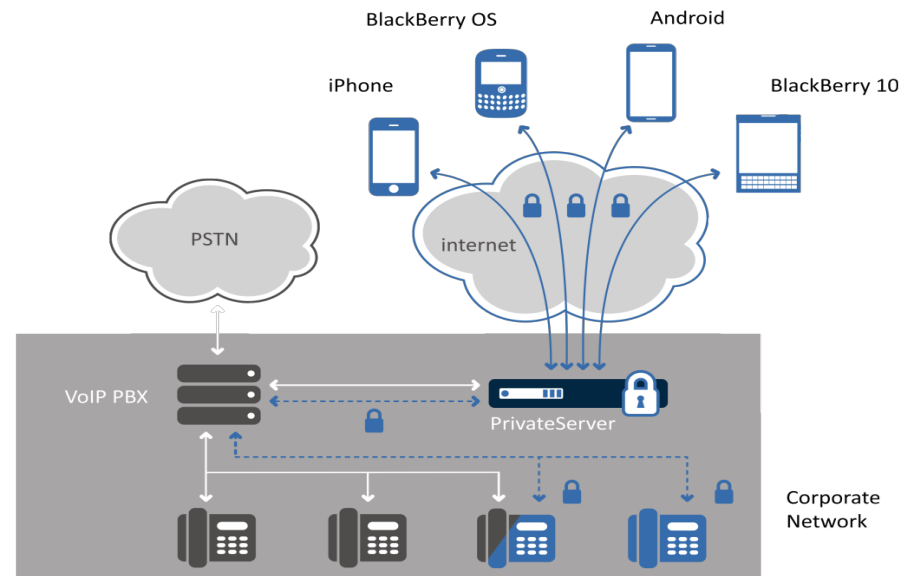 BlackBerry OS
Android
iPhone
BlackBerry 10
PSTN
internet
VoIP PBX
PrivateServer
Corporate
Network